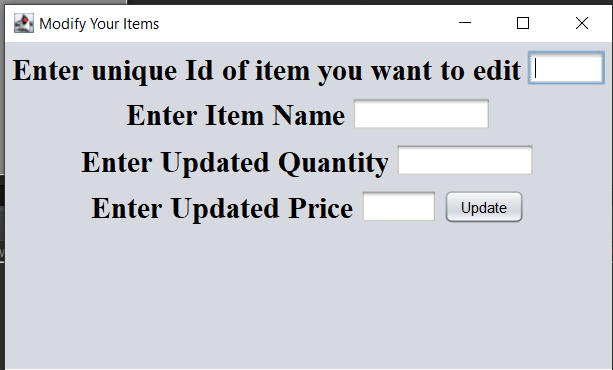 Modify Your Items
Enter unique Id of item you want to edit
Enter Item Name
Enter Updated Quantity
Enter Updated Price Update